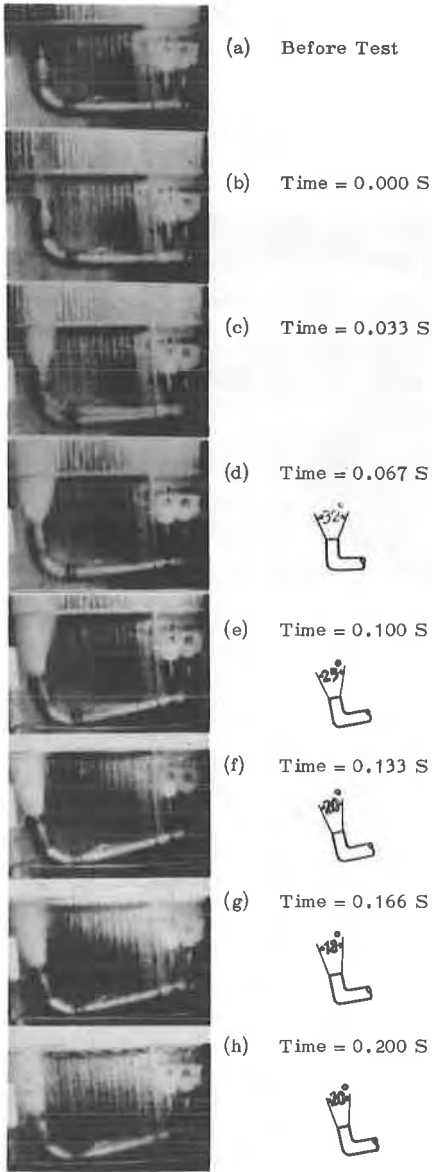 (a) Before Test
(b) Time = 0.000 S
(c) Time = 0.033 S
(d) Time = 0.067 S
32°
(e) Time = 0.100 S
25°
(f) Time = 0.133 S
20°
(g) Time = 0.166 S
18°
(h) Time = 0.200 S
20°